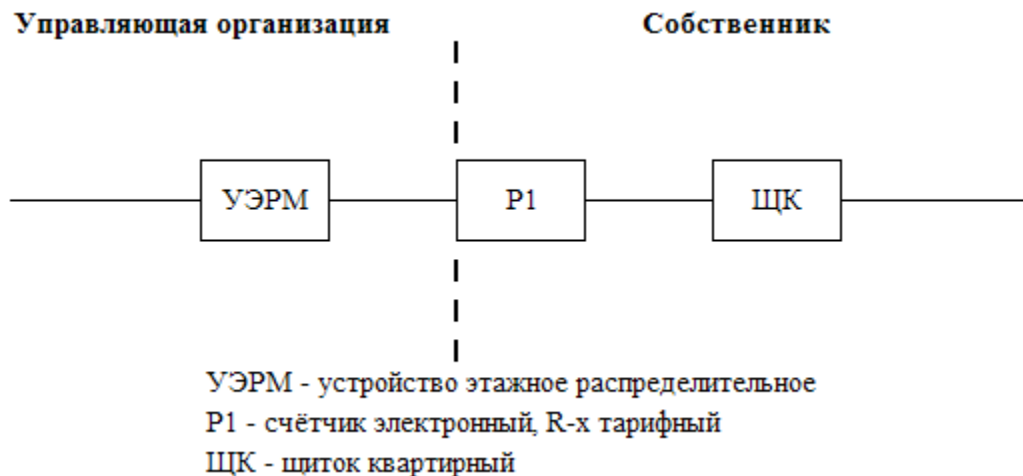 Управляющая организация
Собственник
УЭРМ
Р1
ЩК
УЭРМ - устройство этажное распределительное
Р1 - счётчик электронный, R-х тарифный
ЩК - щиток квартирный